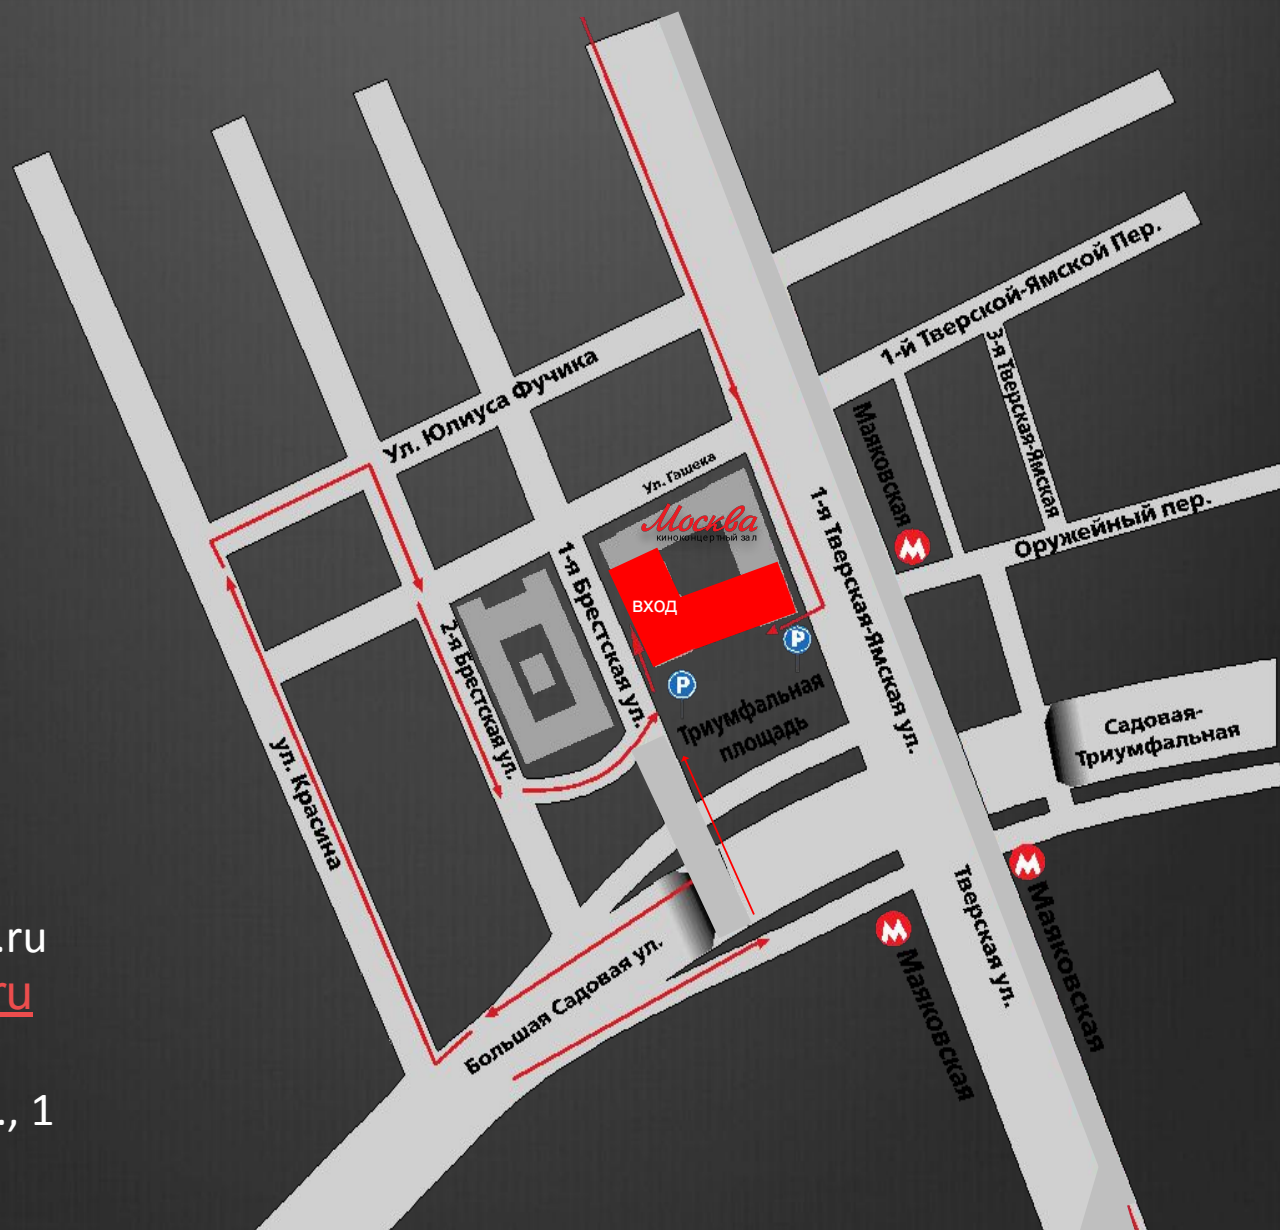 1-й Тверской-Ямской Пер.
3-я Тверская-Ямская
Ул. Юлиуса Фучика
Маяковская
Ул. Гашека
1-я Тверская-Ямская ул.
Москва
киноконцертный зал
М
Оружейный пер.
1-я Брестская ул.
вход
P
2-я Брестская ул.
P
Триумфальная
площадь
Садовая-
Триумфальная
ул. Красина
М
Тверская ул.
Маяковская
М
Большая Садовая ул.
Маяковская
.ru
ru
., 1